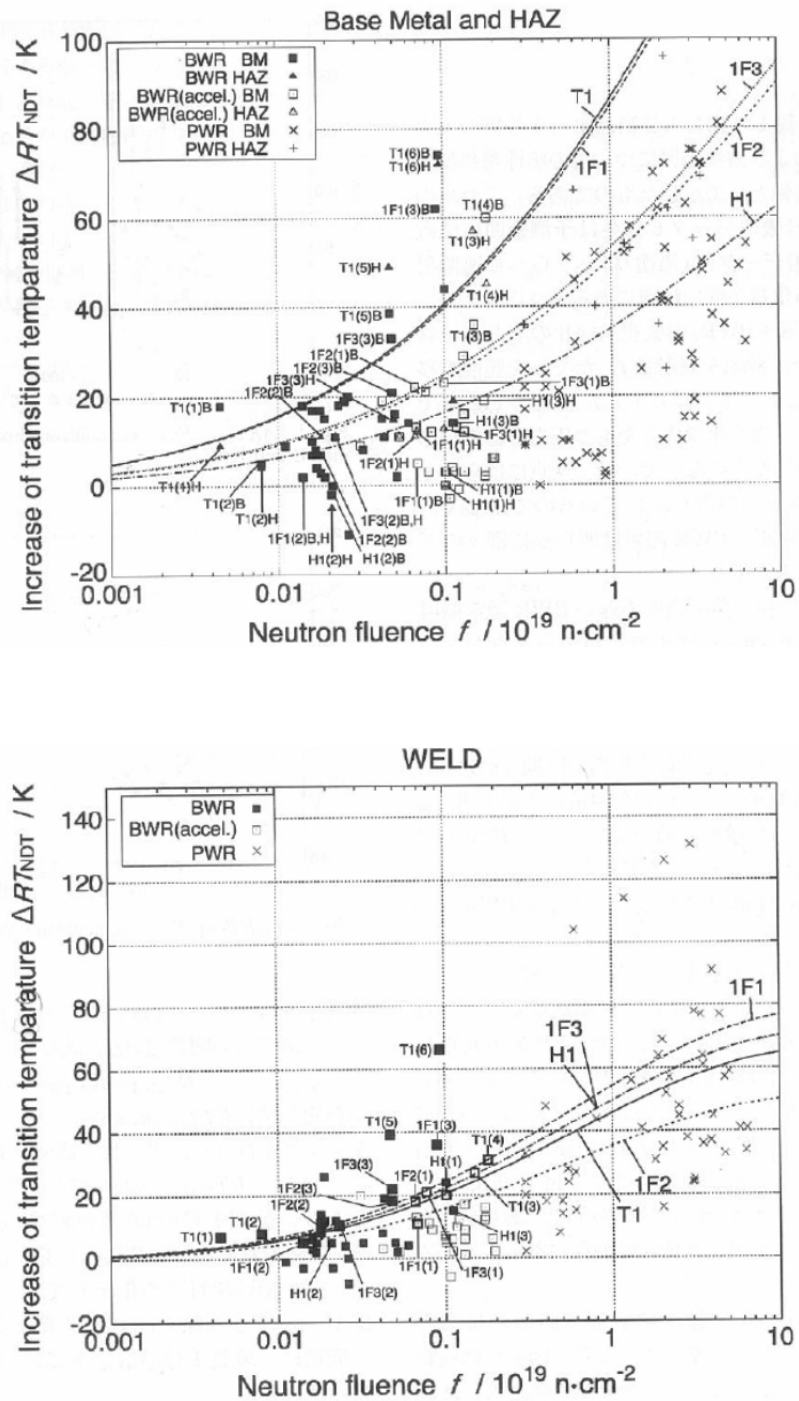 Base Metal and HAZ
Increase of transition temparature ΔRTNDT / K
100
80
60
40
20
0
-20
BWR BM
BWR HAZ
BWR(accel.) BM
BWR(accel.) HAZ
PWR BM
PWR HAZ
T1
1F1
1F3
1F2
H1
T1(6)B
T1(6)H
1F1(3)B
T1(4)B
T1(3)H
T1(5)H
T1(4)H
T1(5)B
T1(3)B
1F3(3)B
1F2(1)B
1F2(3)B
1F3(3)H
1F2(2)B
1F3(1)B
H1(3)H
T1(1)B
H1(3)B
1F3(1)H
1F1(1)H
1F2(1)H
T1(1)H
T1(2)B
T1(2)H
1F1(1)B
H1(1)B
H1(1)H
1F3(2)B,H
1F1(2)B,H
1F2(2)B
H1(2)H
H1(2)B
0.001
0.01
0.1
1
10
Neutron fluence f / 10¹⁹ n·cm⁻²
WELD
Increase of transition temparature ΔRTNDT / K
140
120
100
80
60
40
20
0
-20
BWR
BWR(accel.)
PWR
1F1
1F3
H1
T1(6)
T1(5)
1F1(3)
T1(4)
1F3(3)
H1(1)
1F2(1)
1F2(3)
1F2(2)
1F2
T1
T1(3)
T1(1)
T1(2)
H1(3)
1F1(2)
1F1(1)
1F3(1)
H1(2)
1F3(2)
0.001
0.01
0.1
1
10
Neutron fluence f / 10¹⁹ n·cm⁻²